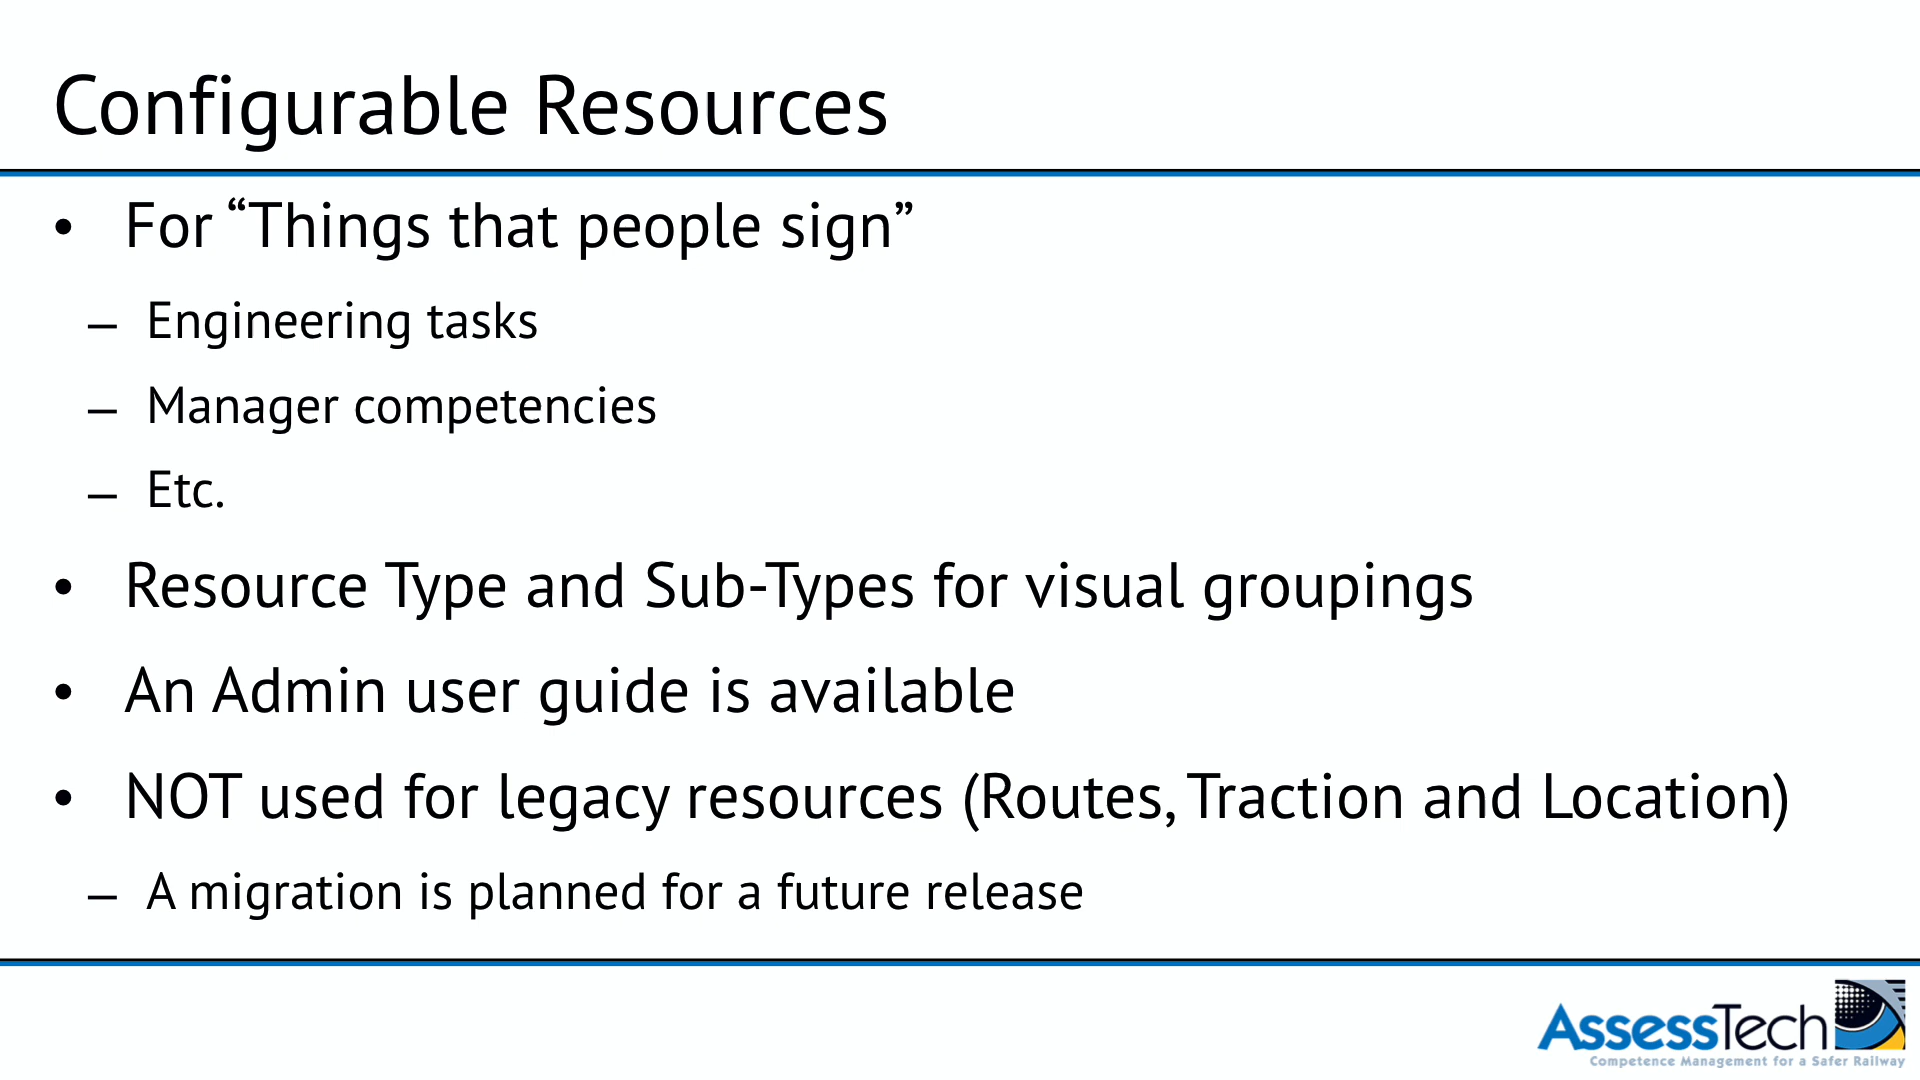 Configurable Resources
• For “Things that people sign”
– Engineering tasks
– Manager competencies
– Etc.
• Resource Type and Sub-Types for visual groupings
• An Admin user guide is available
• NOT used for legacy resources (Routes, Traction and Location)
– A migration is planned for a future release
AssessTech
Competence Management for a Safer Railway